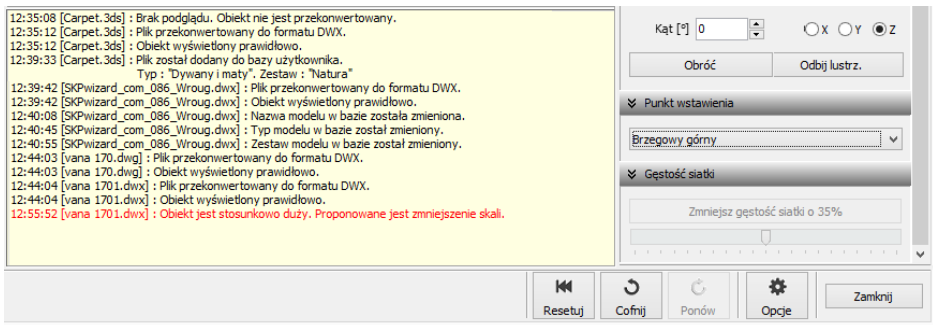 12:35:08 [Carpet.3ds] : Brak podglądu. Obiekt nie jest przekonwertowany.
12:35:12 [Carpet.3ds] : Plik przekonwertowany do formatu DWX.
12:35:12 [Carpet.3ds] : Obiekt wyświetlony prawidłowo.
12:39:33 [Carpet.3ds] : Plik został dodany do bazy użytkownika.
Typ : "Dywany i maty". Zestaw : "Natura"
12:39:42 [SKPwizard_com_086_Wroug.dwx] : Plik przekonwertowany do formatu DWX.
12:39:42 [SKPwizard_com_086_Wroug.dwx] : Obiekt wyświetlony prawidłowo.
12:40:08 [SKPwizard_com_086_Wroug.dwx] : Nazwa modelu w bazie została zmieniona.
12:40:45 [SKPwizard_com_086_Wroug.dwx] : Typ modelu w bazie został zmieniony.
12:40:55 [SKPwizard_com_086_Wroug.dwx] : Zestaw modelu w bazie został zmieniony.
12:44:03 [vana 170.dwg] : Plik przekonwertowany do formatu DWX.
12:44:03 [vana 170.dwg] : Obiekt wyświetlony prawidłowo.
12:44:04 [vana 1701.dwx] : Plik przekonwertowany do formatu DWX.
12:44:04 [vana 1701.dwx] : Obiekt wyświetlony prawidłowo.
12:55:52 [vana 1701.dwx] : Obiekt jest stosunkowo duży. Proponowane jest zmniejszenie skali.
Kąt [°] 0 X Y Z
Obróć Odbij lustrz.
Punkt wstawienia
Brzegowy górny
Gęstość siatki
Zmniejsz gęstość siatki o 35%
Resetuj Cofnij Ponów Opcje Zamknij